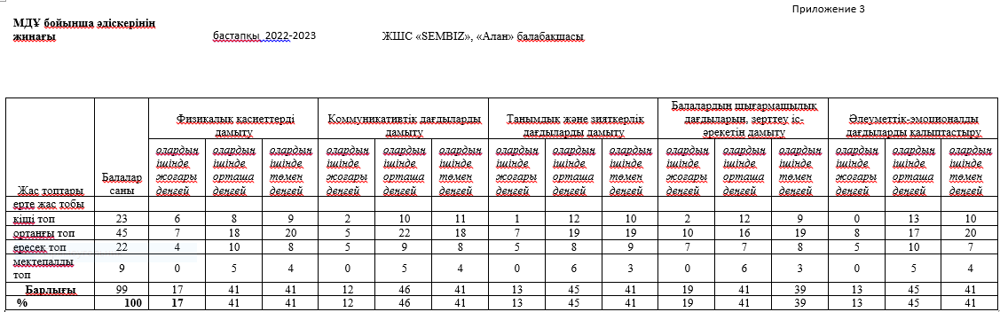 Приложение 3
МДҰ бойынша әдіскерінің
жинағы
бастапқы 2022-2023
ЖШС «SEMBIZ», «Алан» балабақшасы
Жас топтары
Балалар
саны
Физикалық қасиеттерді
дамыту
Коммуникативтік дағдыларды
дамыту
Танымдық және зияткерлік
дағдыларды дамыту
Балалардың шығармашылық
дағдыларын, зерттеу іс-
әрекетін дамыту
Әлеуметтік-эмоционалды
дағдыларды қалыптастыру
олардың ішінде жоғары деңгей
олардың ішінде орташа деңгей
олардың ішінде төмен деңгей
олардың ішінде жоғары деңгей
олардың ішінде орташа деңгей
олардың ішінде төмен деңгей
олардың ішінде жоғары деңгей
олардың ішінде орташа деңгей
олардың ішінде төмен деңгей
олардың ішінде жоғары деңгей
олардың ішінде орташа деңгей
олардың ішінде төмен деңгей
олардың ішінде жоғары деңгей
олардың ішінде орташа деңгей
олардың ішінде төмен деңгей
ерте жас тобы
кіші топ 23 6 8 9 2 10 11 1 12 10 2 12 9 0 13 10
ортаңғы топ 45 7 18 20 5 22 18 7 19 19 10 16 19 8 17 20
ересек топ 22 4 10 8 5 9 8 5 8 9 7 7 8 5 10 7
мектепалды
топ 9 0 5 4 0 5 4 0 6 3 0 6 3 0 5 4
Барлығы 99 17 41 41 12 46 41 13 45 41 19 41 39 13 45 41
% 100 17 41 41 12 46 41 13 45 41 19 41 39 13 45 41